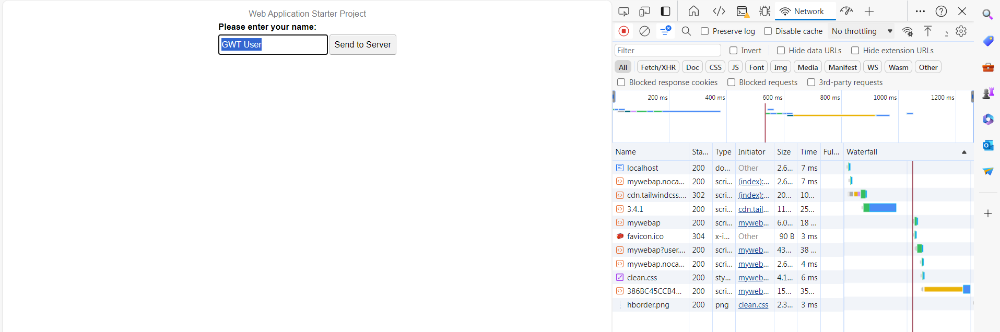 Web Application Starter Project
Please enter your name:
GWT User Send to Server
Network
Preserve log Disable cache No throttling
Filter Invert Hide data URLs Hide extension URLs
All Fetch/XHR Doc CSS JS Font Img Media Manifest WS Wasm Other
Blocked response cookies Blocked requests 3rd-party requests
200 ms 400 ms 600 ms 800 ms 1000 ms 1200 ms
Name Sta... Type Initiator Size Time Ful... Waterfall
localhost 200 do... Other 2.6... 7 ms
mywebap.noca... 200 scri... (index):... 2.6... 7 ms
cdn.tailwindcss.... 302 scri... (index):... 20... 10...
3.4.1 200 scri... cdn.tail... 11... 25...
mywebap 200 scri... myweb... 6.0... 18 ...
favicon.ico 304 x-i... Other 90 B 3 ms
mywebap?user.... 200 scri... myweb... 43... 38 ...
mywebap.noca... 200 scri... myweb... 2.6... 4 ms
clean.css 200 sty... myweb... 4.1... 6 ms
386BC45CCB4... 200 scri... myweb... 15... 35...
hborder.png 200 png clean.css 2.3... 3 ms